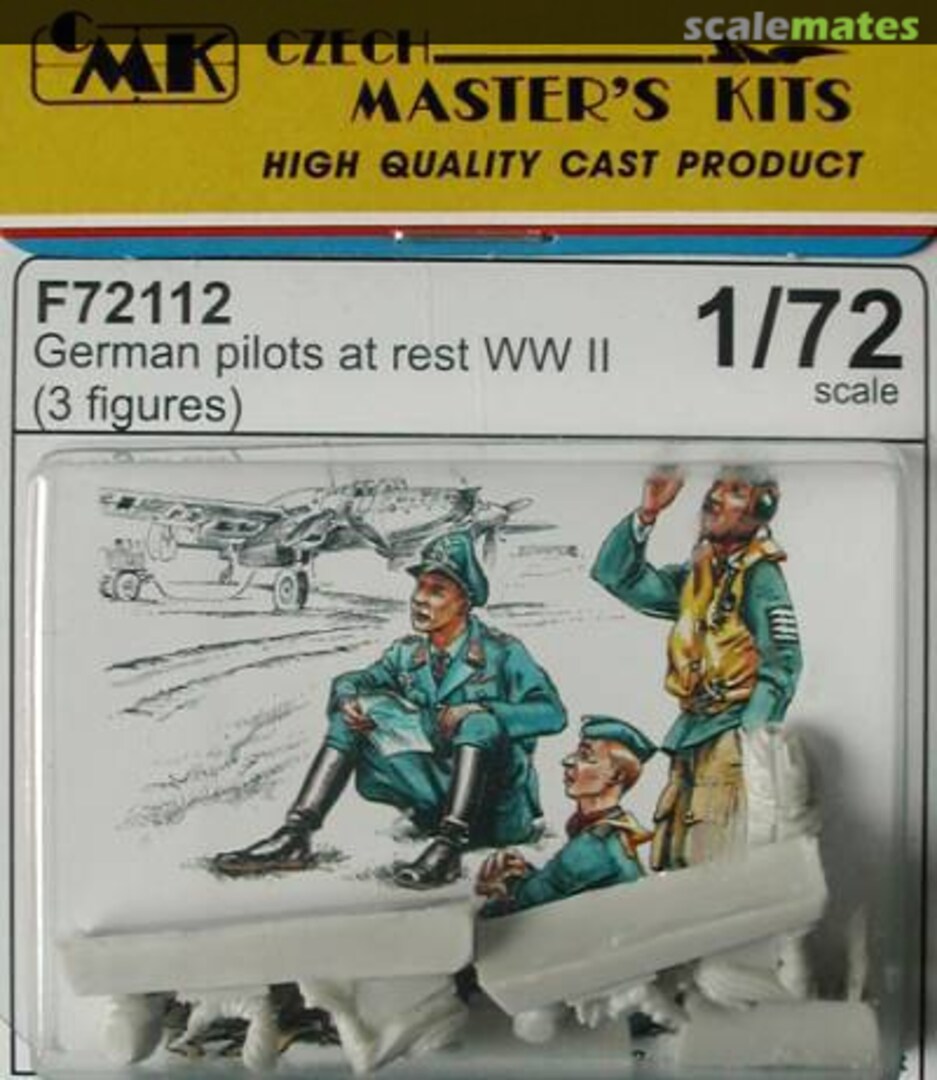 scalemates
CMK
CZECH
MASTER'S KITS
HIGH QUALITY CAST PRODUCT
F72112
German pilots at rest WW II
(3 figures)
1/72
scale